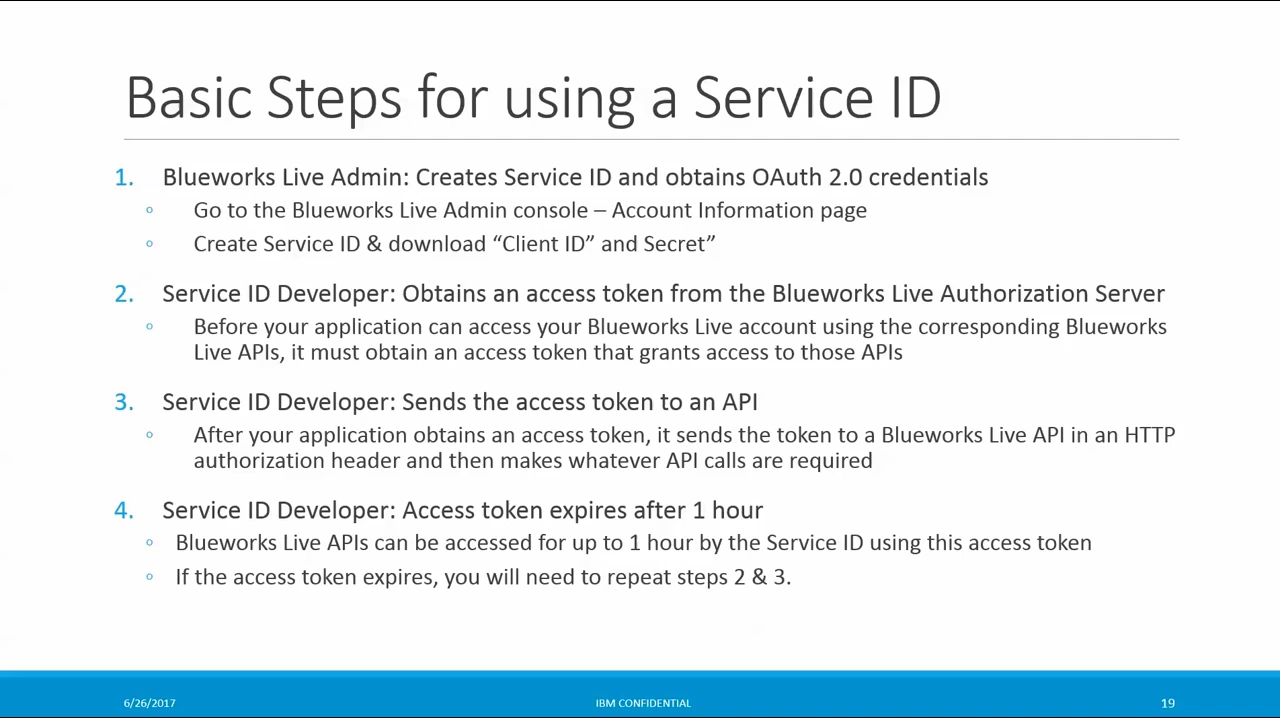 Basic Steps for using a Service ID
1. Blueworks Live Admin: Creates Service ID and obtains OAuth 2.0 credentials
◦ Go to the Blueworks Live Admin console – Account Information page
◦ Create Service ID & download “Client ID” and Secret”
2. Service ID Developer: Obtains an access token from the Blueworks Live Authorization Server
◦ Before your application can access your Blueworks Live account using the corresponding Blueworks
Live APIs, it must obtain an access token that grants access to those APIs
3. Service ID Developer: Sends the access token to an API
◦ After your application obtains an access token, it sends the token to a Blueworks Live API in an HTTP
authorization header and then makes whatever API calls are required
4. Service ID Developer: Access token expires after 1 hour
◦ Blueworks Live APIs can be accessed for up to 1 hour by the Service ID using this access token
◦ If the access token expires, you will need to repeat steps 2 & 3.
6/26/2017
IBM CONFIDENTIAL
19